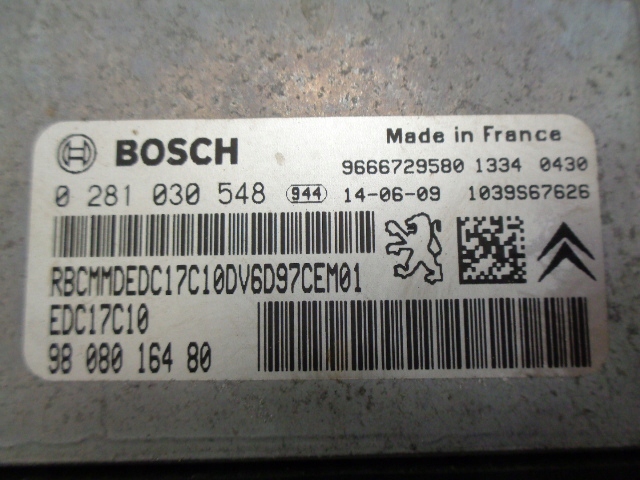 BOSCH
Made in France
9666729580 1334 0430
0 281 030 548 944 14-06-09 1039S67626
RBCMMDEDC17C10DV6D97CEM01
EDC17C10
98 080 164 80